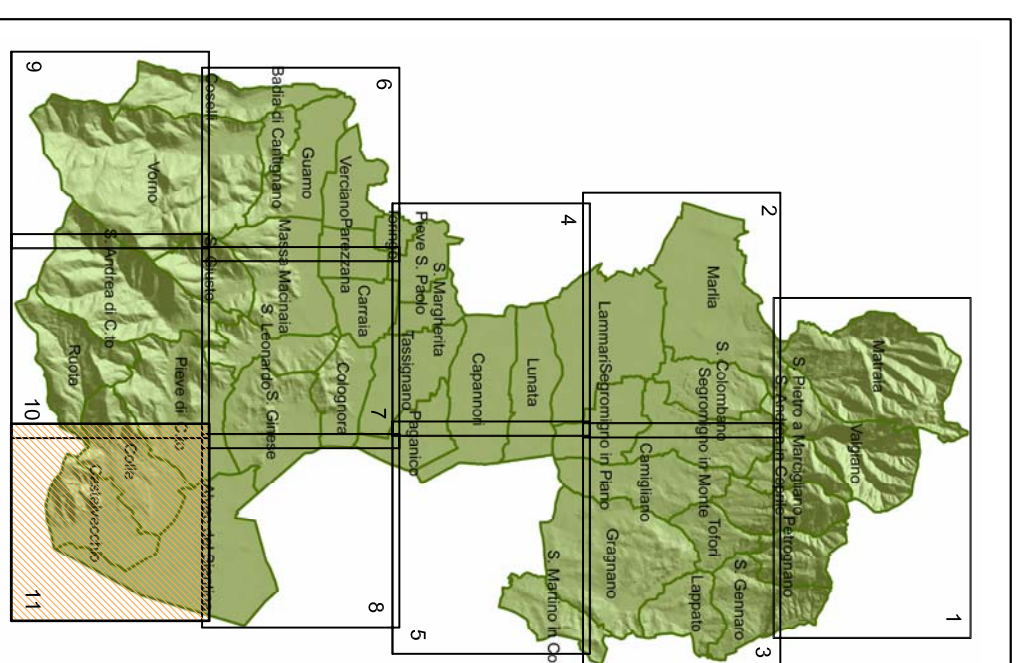 1
Matraia
Valgiano
S. Pietro a Marcigliano
Petrognano
S. Andrea in Caprile
2
Marlia
S. Colombano
Segromigno in Monte
Tofori
S. Gennaro
Lappato
3
Lammari
Segromigno in Piano
Camigliano
Gragnano
4
Lunata
S. Martino in Co
Capannori
Pieve S. Paolo
S. Margherita
Tassignano
Paganico
5
6
Toringo
Verciano
Parezzana
Carraia
Colognora
7
Guamo
Badia di Cantignano
Massa Macinaia
S. Leonardo
S. Ginese
8
Coselli
S. Giusto
9
Vorno
S. Andrea di C.to
Pieve di C.to
Ruota
10
Colle
Castelvecchio
11